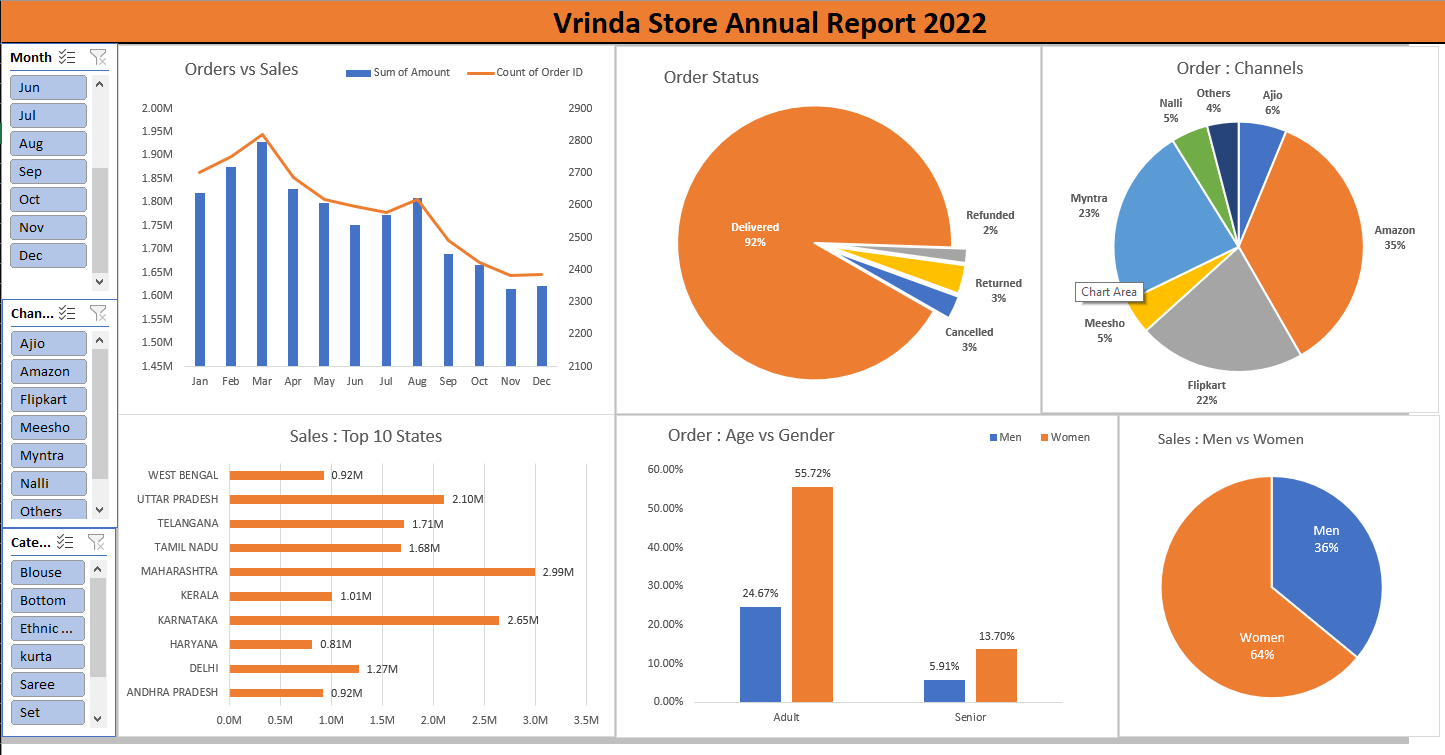 Vrinda Store Annual Report 2022
Month
Jun
Jul
Aug
Sep
Oct
Nov
Dec
Chan...
Ajio
Amazon
Flipkart
Meesho
Myntra
Nalli
Others
Cate...
Blouse
Bottom
Ethnic ...
kurta
Saree
Set
Orders vs Sales
Sum of Amount
Count of Order ID
2.00M
1.95M
1.90M
1.85M
1.80M
1.75M
1.70M
1.65M
1.60M
1.55M
1.50M
1.45M
2900
2800
2700
2600
2500
2400
2300
2200
2100
Jan Feb Mar Apr May Jun Jul Aug Sep Oct Nov Dec
Order Status
Delivered
92%
Refunded
2%
Returned
3%
Cancelled
3%
Order : Channels
Ajio
6%
Amazon
35%
Flipkart
22%
Meesho
5%
Myntra
23%
Nalli
5%
Others
4%
Chart Area
Sales : Top 10 States
WEST BENGAL 0.92M
UTTAR PRADESH 2.10M
TELANGANA 1.71M
TAMIL NADU 1.68M
MAHARASHTRA 2.99M
KERALA 1.01M
KARNATAKA 2.65M
HARYANA 0.81M
DELHI 1.27M
ANDHRA PRADESH 0.92M
0.0M 0.5M 1.0M 1.5M 2.0M 2.5M 3.0M 3.5M
Order : Age vs Gender
Men
Women
60.00%
50.00%
40.00%
30.00%
20.00%
10.00%
0.00%
24.67%
55.72%
5.91%
13.70%
Adult
Senior
Sales : Men vs Women
Men
36%
Women
64%